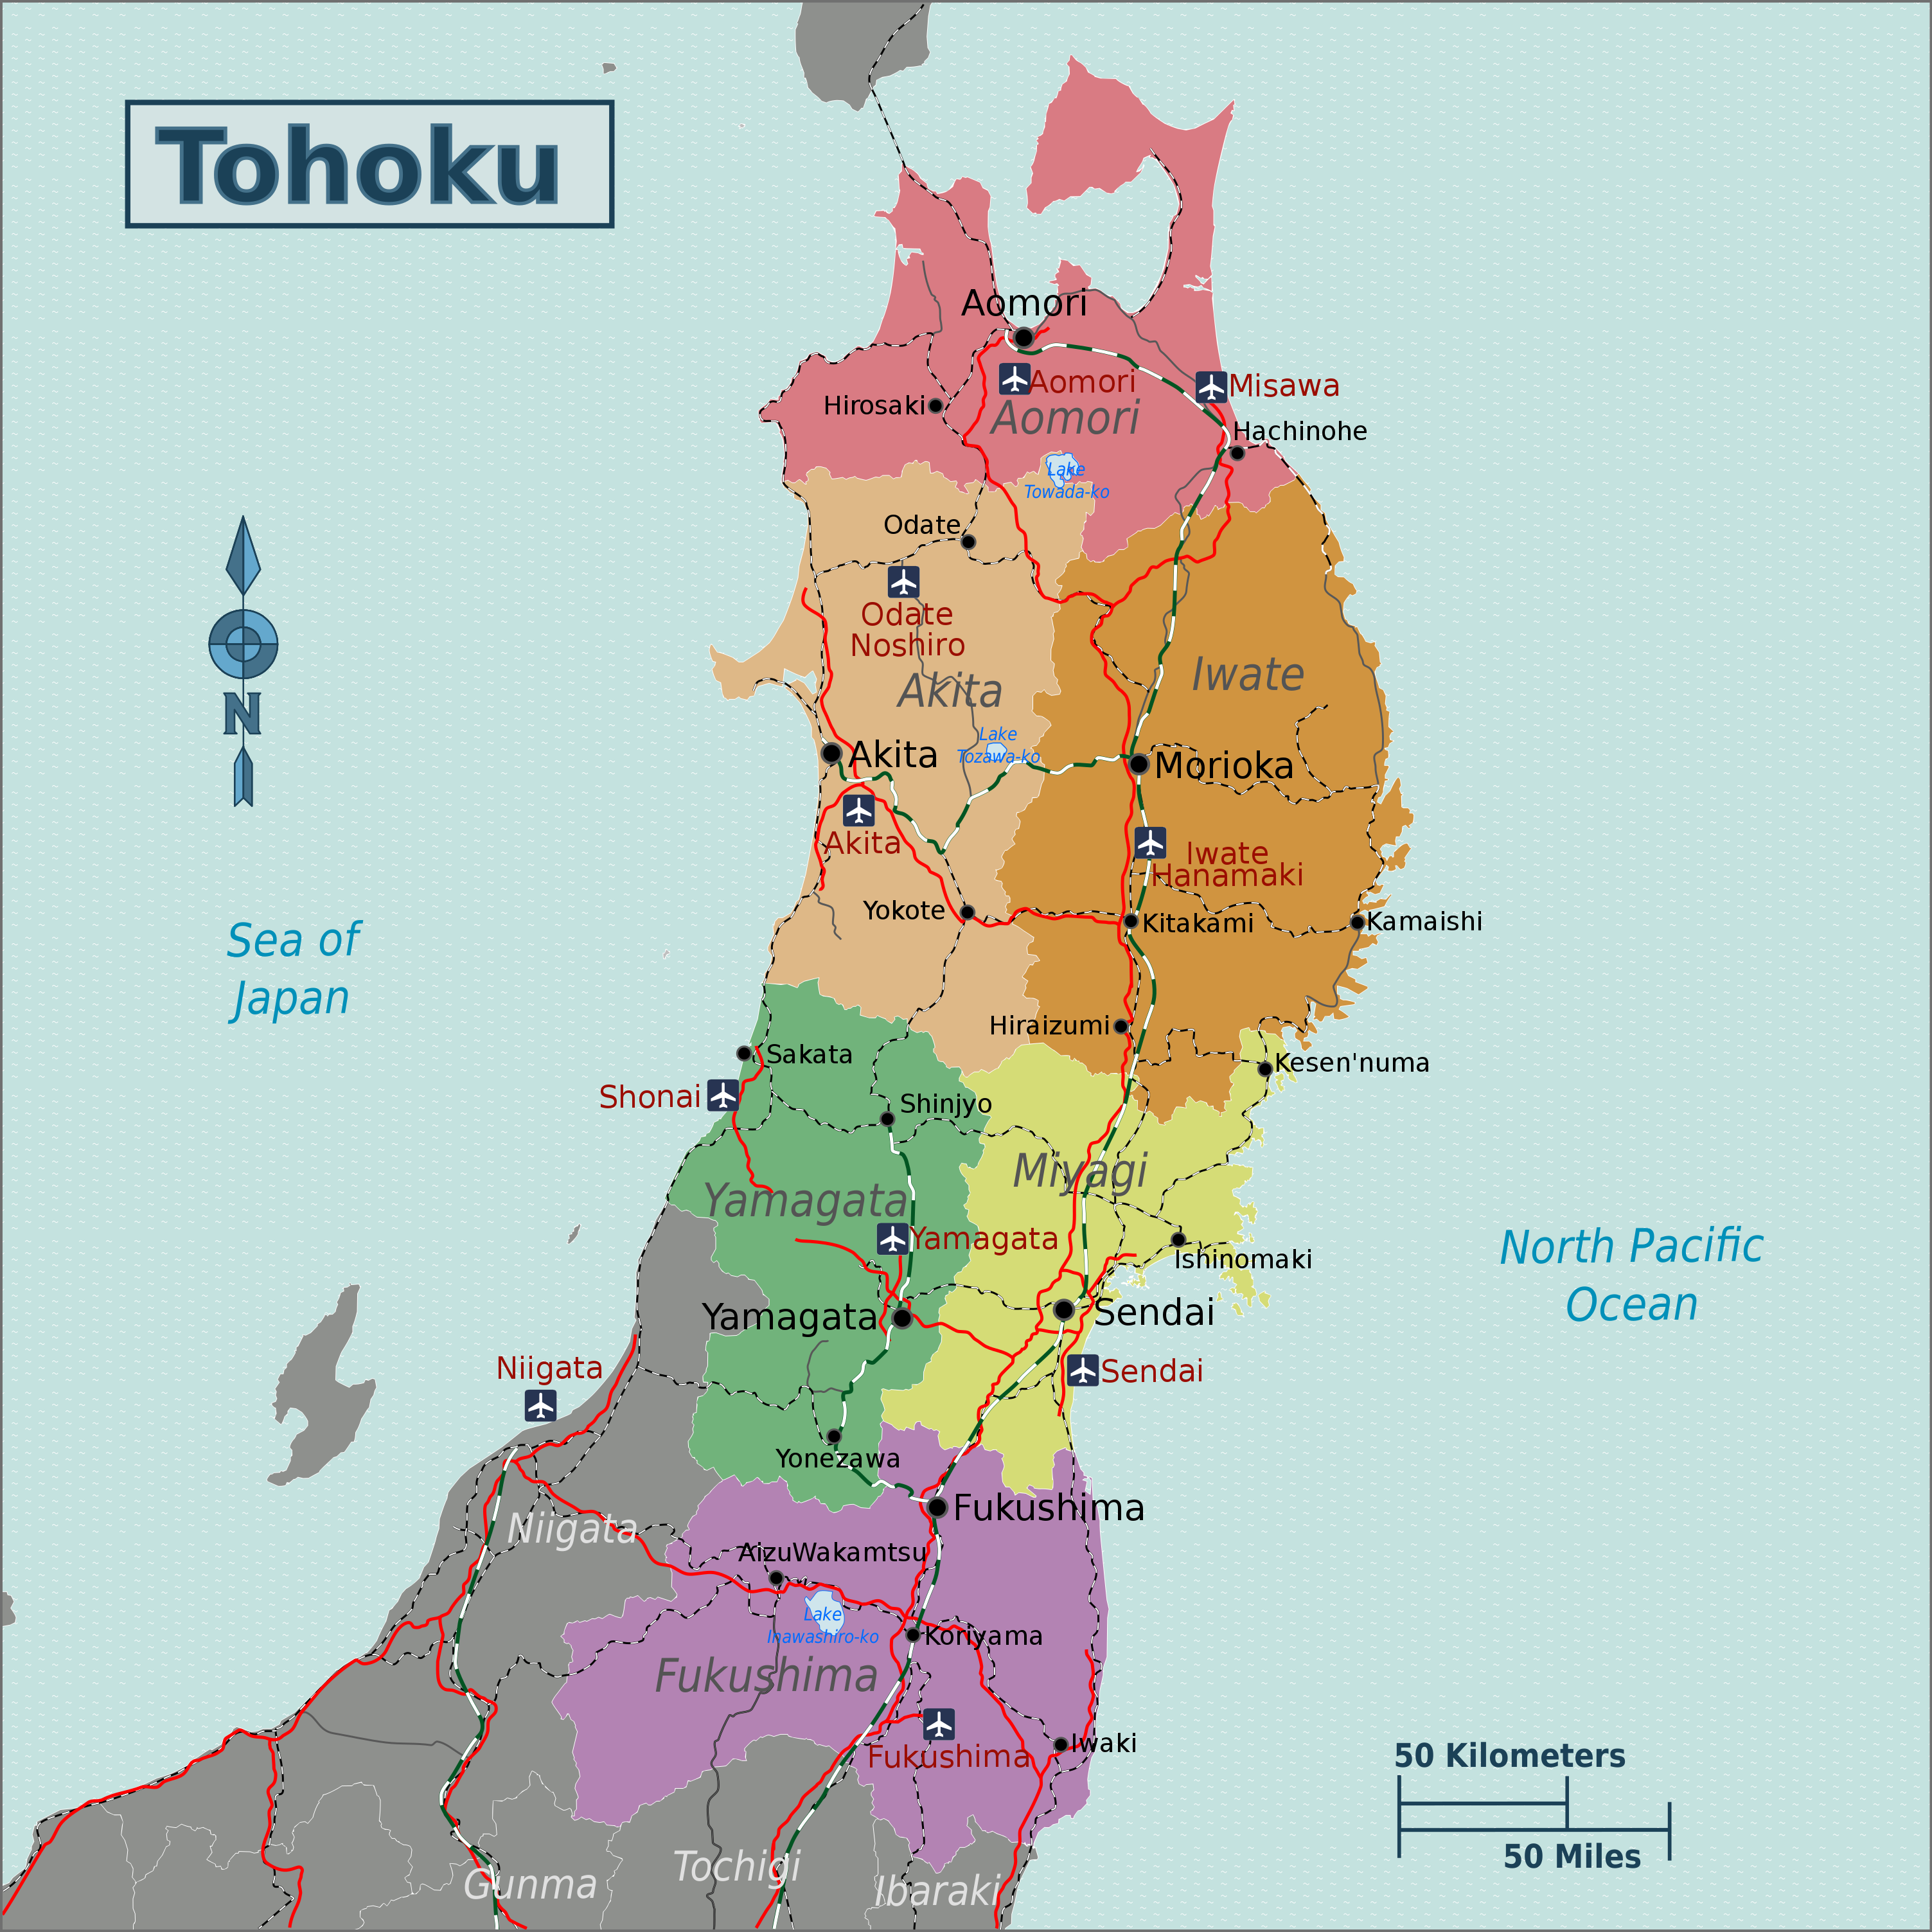 Tohoku
Aomori
Aomori
Misawa
Aomori
Hirosaki
Hachinohe
Lake
Towada-ko
Odate
Odate
Noshiro
Akita
Iwate
N
Lake
Tozawa-ko
Akita
Morioka
Akita
Iwate
Hanamaki
Yokote
Kitakami
Kamaishi
Sea of
Japan
Hiraizumi
Sakata
Kesen'numa
Shonai
Shinjyo
Miyagi
Yamagata
Yamagata
Ishinomaki
North Pacific
Ocean
Yamagata
Sendai
Niigata
Sendai
Yonezawa
Fukushima
Niigata
AizuWakamtsu
Lake
Inawashiro-ko
Koriyama
Fukushima
Fukushima
Iwaki
50 Kilometers
50 Miles
Gunma
Tochigi
Ibaraki